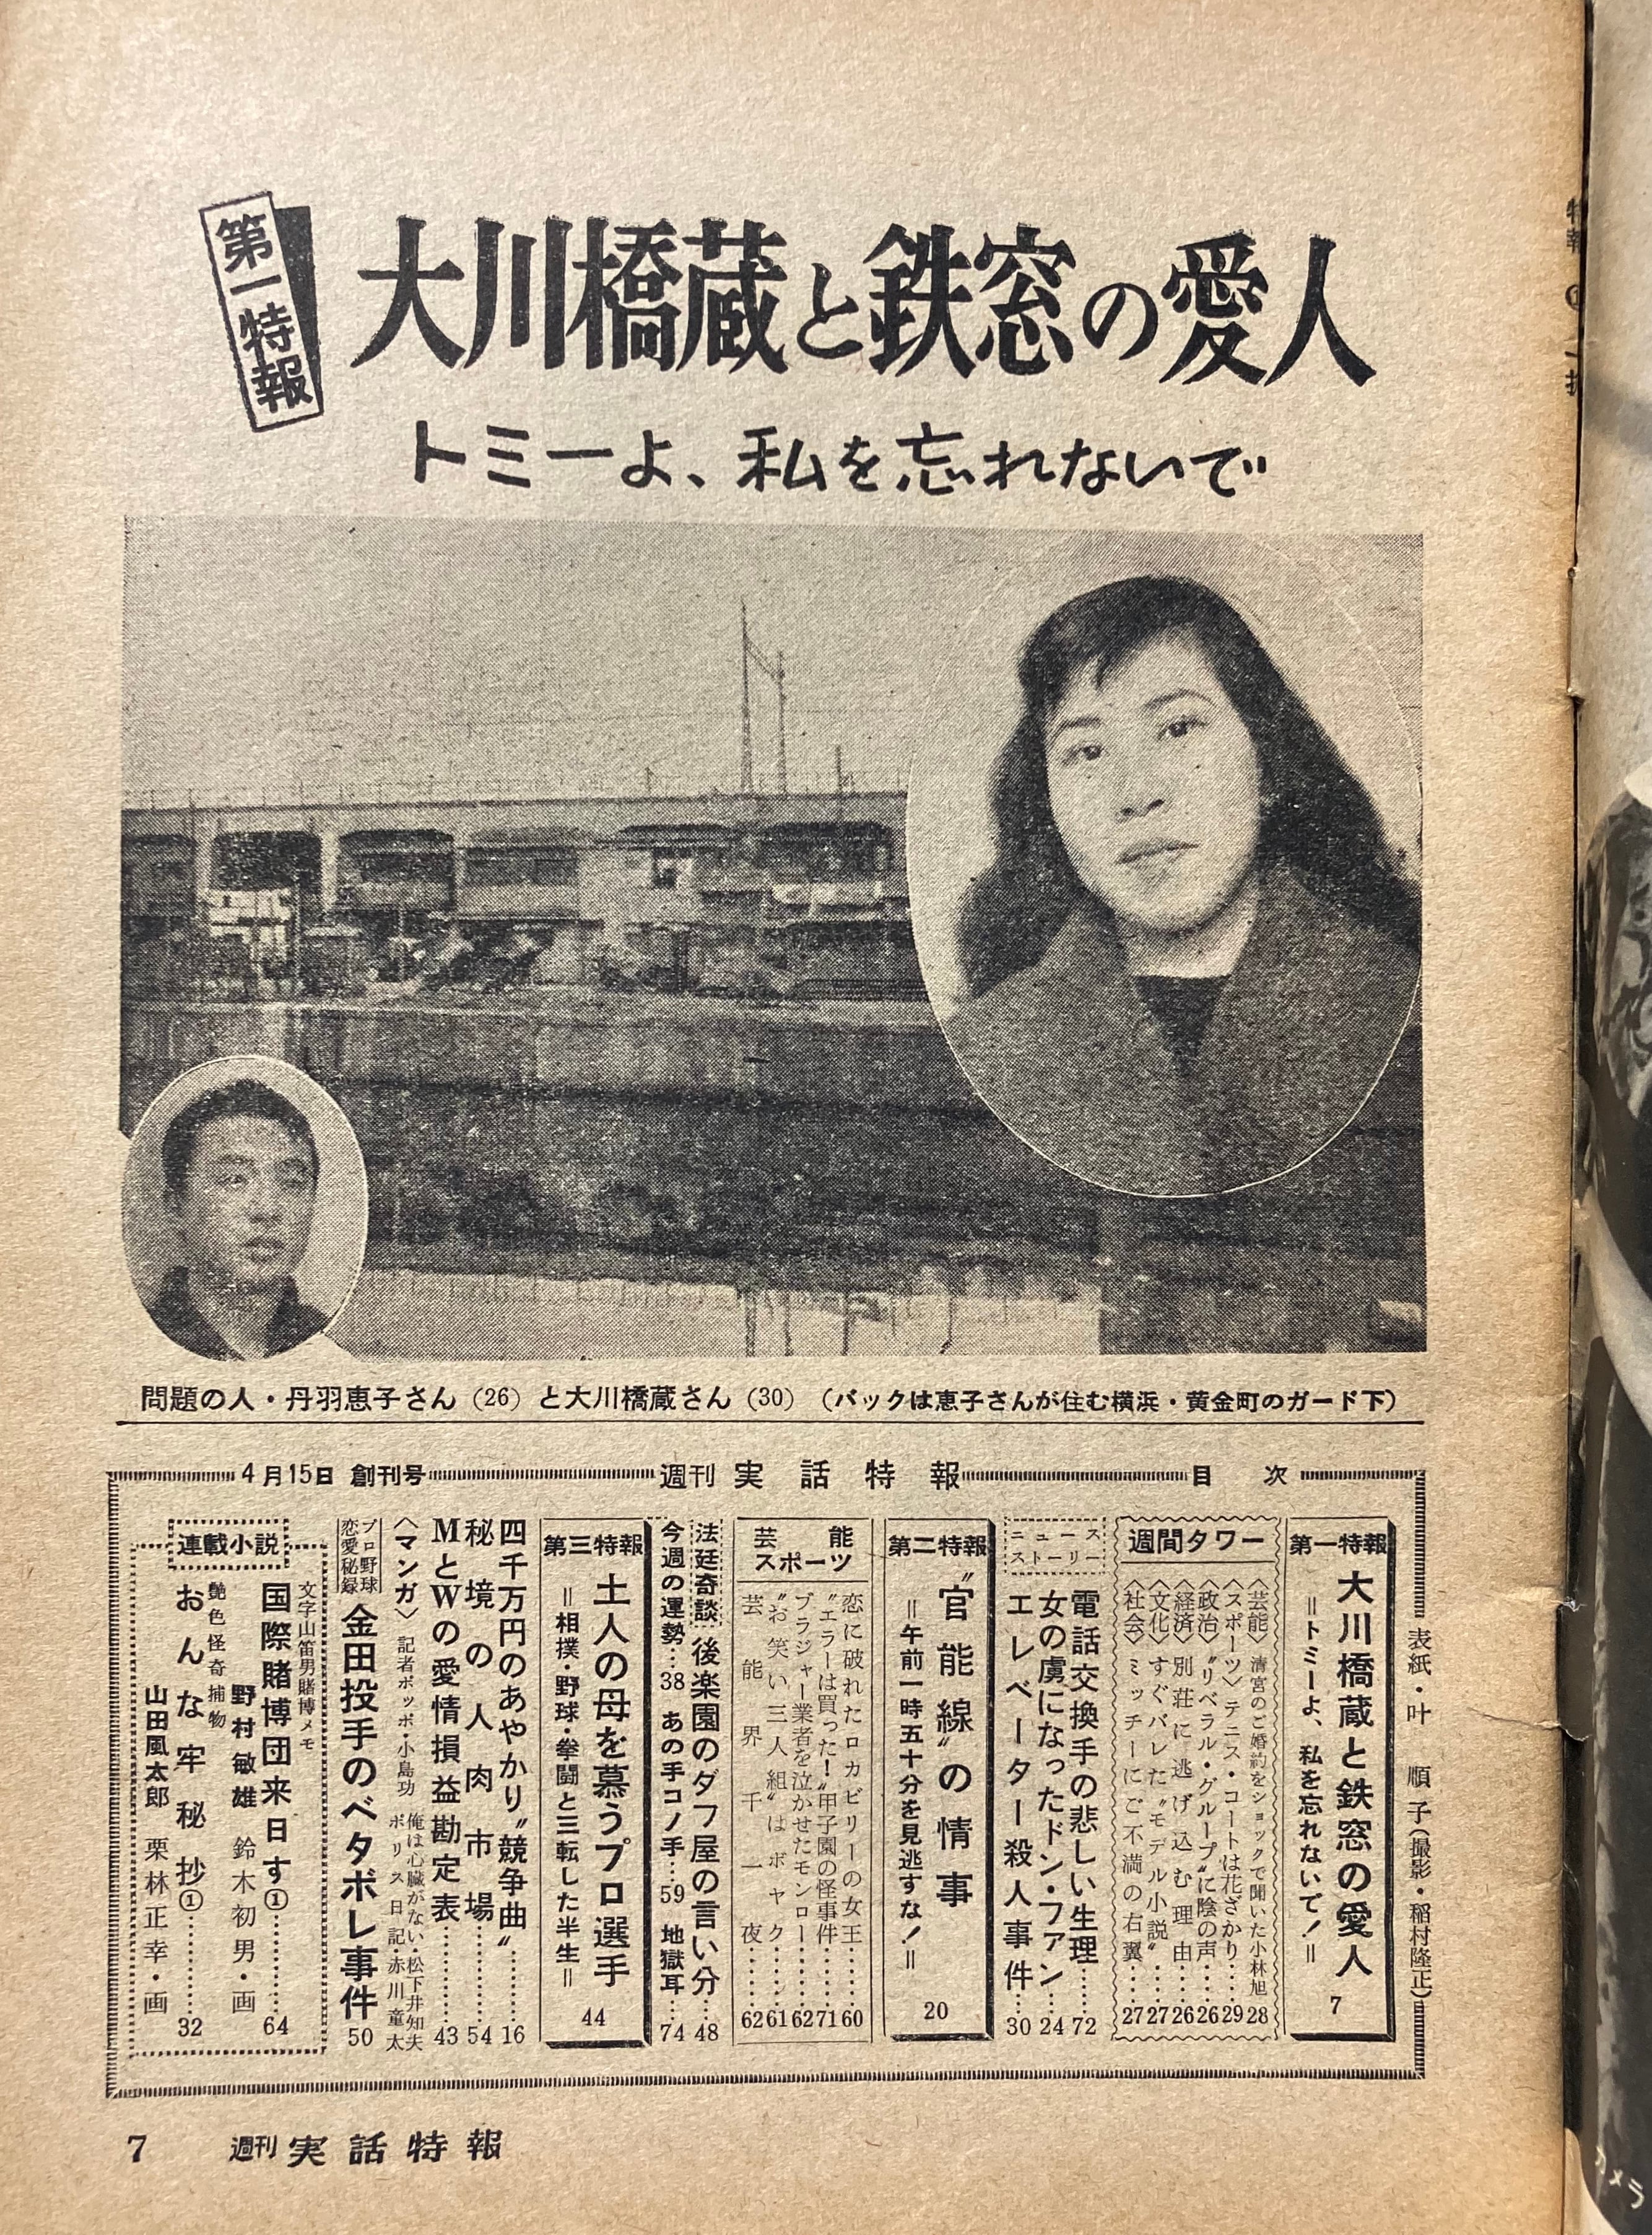 第一特報
大川橋蔵と鉄窓の愛人
トミーよ、私を忘れないで
問題の人・丹羽恵子さん（26）と大川橋蔵さん（30）（バックは恵子さんが住む横浜・黄金町のガード下）
目次
週刊 実話特報
4月15日 創刊号
表紙・叶 順子（撮影・稲村隆正）
第一特報
大川橋蔵と鉄窓の愛人
＝トミーよ、私を忘れないで！＝
7
週間タワー
〈芸能〉清宮のご婚約をショックで聞いた小林旭 28
〈スポーツ〉テニス・コートは花ざかり……29
〈政治〉〝リベラル・グループ〟に陰の声……26
〈経済〉別荘に逃げ込む理由……26
〈文化〉すぐバレた〝モデル小説〟……27
〈社会〉ミッチーにご不満の右翼……27
ニュースストーリー
電話交換手の悲しい生理……72
女の虜になったドン・ファン……24
エレベーター殺人事件……30
第二特報
〝官能線〟の情事
＝午前一時五十分を見逃すな！＝
20
芸能スポーツ
恋に破れたロカビリーの女王……60
〝エラーは買った！〟甲子園の怪事件……71
ブラジャー業者を泣かせたモンロー……62
〝お笑い三人組〟はボヤク……61
芸能界千一夜……62
法廷奇談 後楽園のダフ屋の言い分……48
今週の運勢……38 あの手コノ手……59 地獄耳……74
第三特報
土人の母を慕うプロ選手
＝相撲・野球・拳闘と三転した半生＝
44
四千万円のあやかり〝競争曲〟……16
秘境の人肉市場……54
MとWの愛情損益勘定表……43
〈マンガ〉記者ポッポ・小島功
俺は心臓がない・松下井知夫
ポリス日記・赤川童太
プロ野球恋愛秘録 金田投手のベタボレ事件 50
連載小説
文字山笛男賭博メモ
国際賭博団来日す①……64
野村敏雄 鈴木初男・画
艶色怪奇捕物
おんな牢秘抄①……32
山田風太郎 栗林正幸・画
7 週刊 実話特報
カメラ